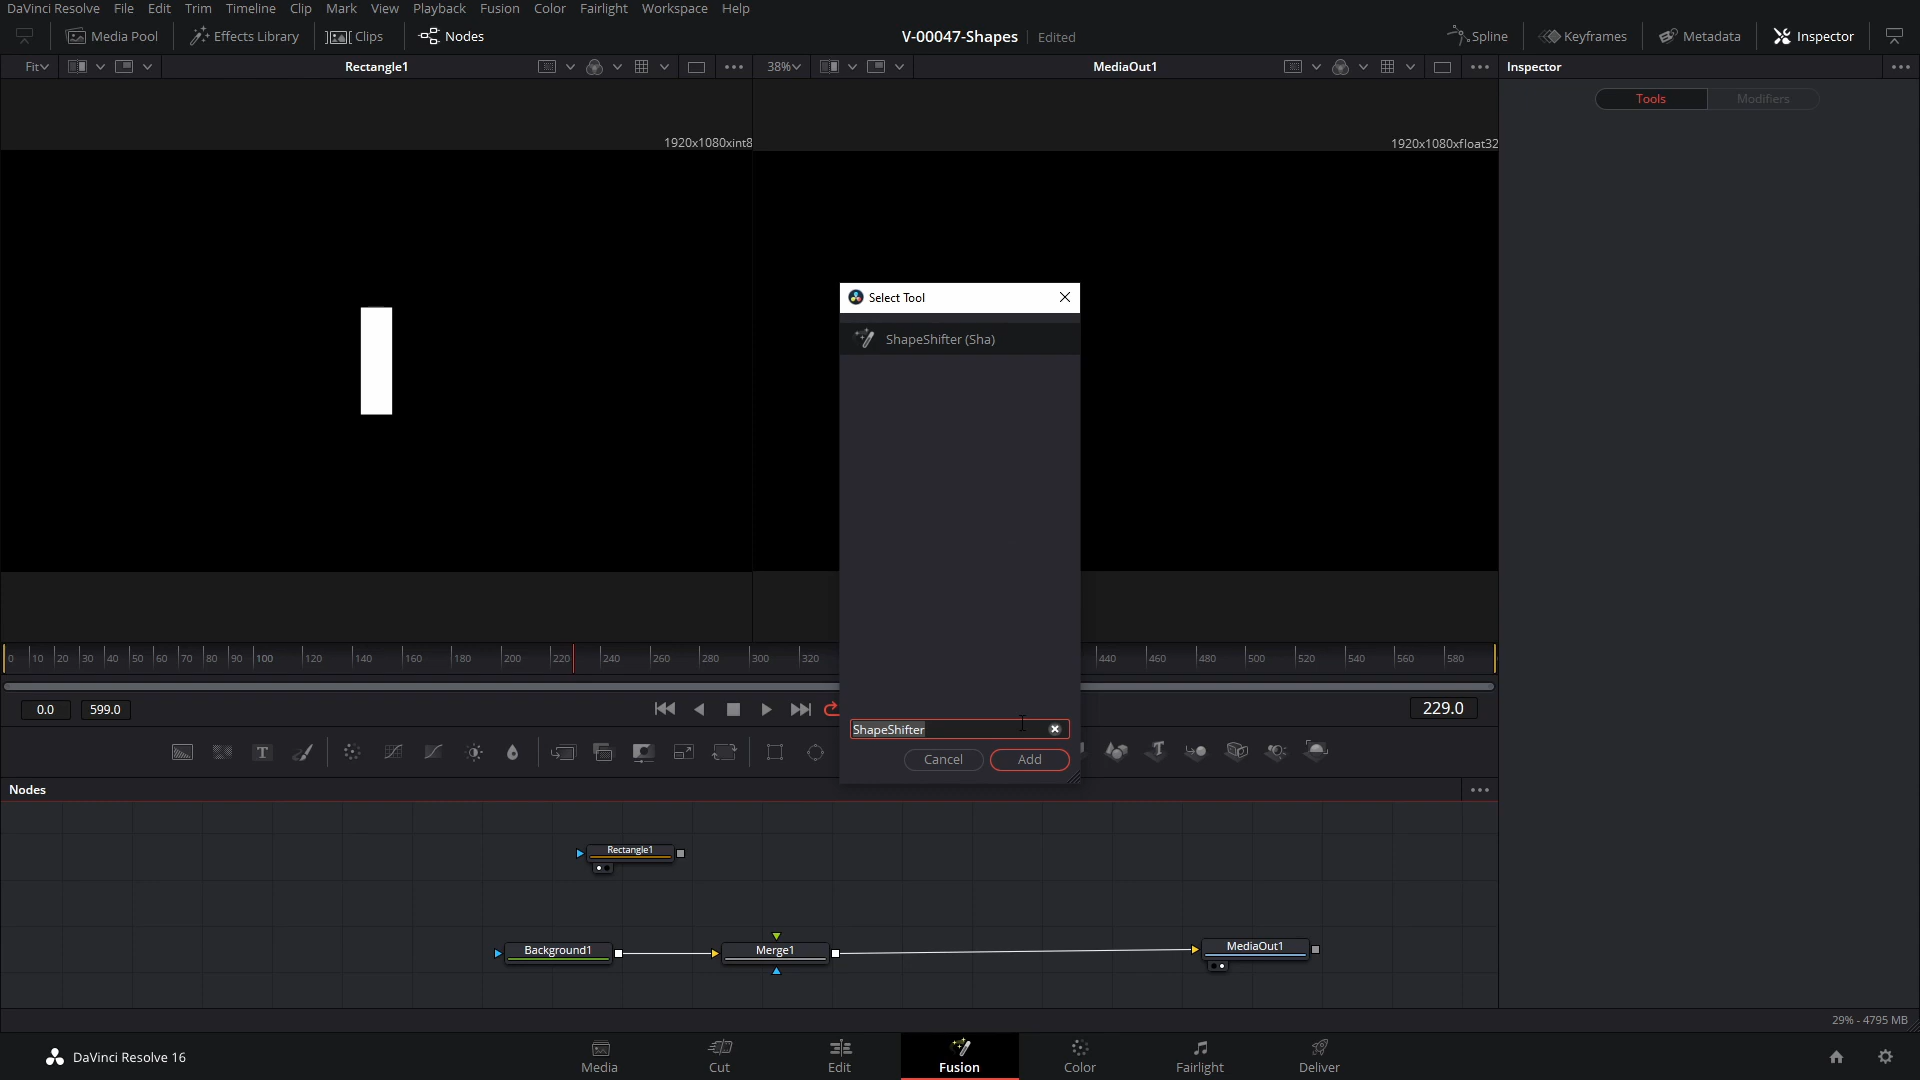 DaVinci Resolve File Edit Trim Timeline Clip Mark View Playback Fusion Color Fairlight Workspace Help
Media Pool Effects Library Clips Nodes V-00047-Shapes Edited Spline Keyframes Metadata Inspector
Fit Rectangle1 38% MediaOut1 Inspector
Tools Modifiers
1920x1080xint8 1920x1080xfloat32
Select Tool
ShapeShifter (Sha)
0 10 20 30 40 50 60 70 80 90 100 120 140 160 180 200 220 240 260 280 300 320 440 460 480 500 520 540 560 580
0.0 599.0 229.0
ShapeShifter
Cancel Add
T
Nodes
Rectangle1
Background1 Merge1 MediaOut1
29% - 4795 MB
DaVinci Resolve 16 Media Cut Edit Fusion Color Fairlight Deliver